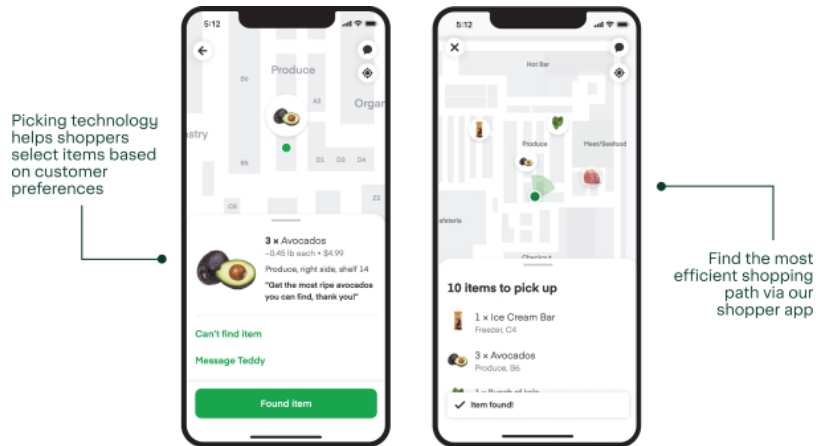 Picking technology
helps shoppers
select items based
on customer
preferences
5:12
Produce
B6
A2
Organ
stry
B6
D1 D3 D4
C6
Z2
3 × Avocados
~0.45 lb each • $4.99
Produce, right side, shelf 14
"Get the most ripe avocados
you can find, thank you!"
Can't find item
Message Teddy
Found item
5:12
Hot Bar
Produce
Meat/Seafood
afeteria
Checkout
10 items to pick up
1 × Ice Cream Bar
Freezer, C4
3 × Avocados
Produce, B6
Item found!
Find the most
efficient shopping
path via our
shopper app